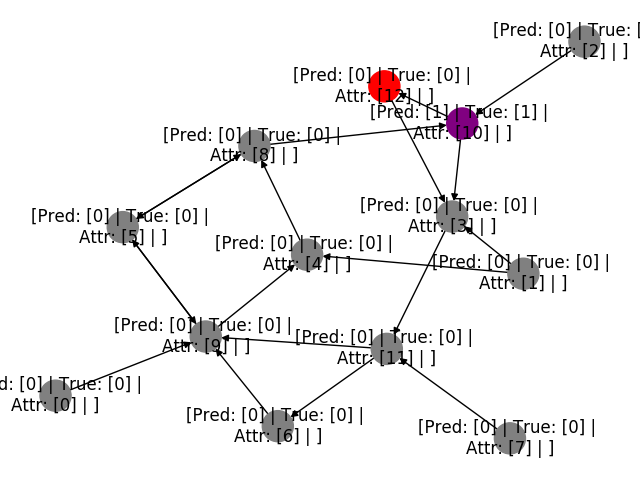 [Pred: [0] | True: [
Attr: [2] | ]
[Pred: [0] | True: [0] |
Attr: [12] | ]
[Pred: [1] | True: [1] |
Attr: [10] | ]
[Pred: [0] | True: [0] |
Attr: [8] | ]
[Pred: [0] | True: [0] |
Attr: [3] | ]
[Pred: [0] | True: [0] |
Attr: [5] | ]
[Pred: [0] | True: [0] |
Attr: [4] | ]
[Pred: [0] | True: [0] |
Attr: [1] | ]
[Pred: [0] | True: [0] |
Attr: [9] | ]
[Pred: [0] | True: [0] |
Attr: [11] | ]
d: [0] | True: [0] |
Attr: [0] | ]
[Pred: [0] | True: [0] |
Attr: [6] | ]
[Pred: [0] | True: [0] |
Attr: [7] | ]